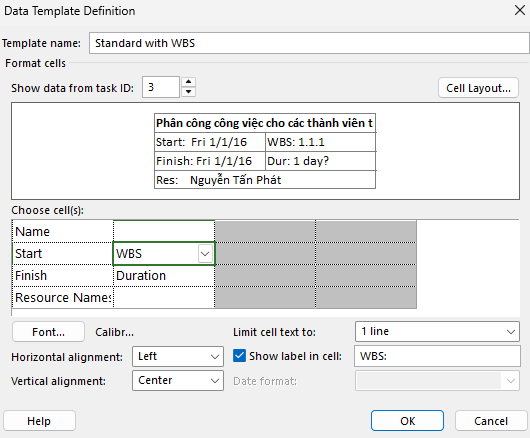 Data Template Definition
Template name: Standard with WBS
Format cells
Show data from task ID: 3 Cell Layout...
Phân công công việc cho các thành viên t
Start: Fri 1/1/16 WBS: 1.1.1
Finish: Fri 1/1/16 Dur: 1 day?
Res: Nguyễn Tấn Phát
Choose cell(s):
Name
Start WBS
Finish Duration
Resource Names
Font... Calibr... Limit cell text to: 1 line
Horizontal alignment: Left Show label in cell: WBS:
Vertical alignment: Center Date format:
Help OK Cancel